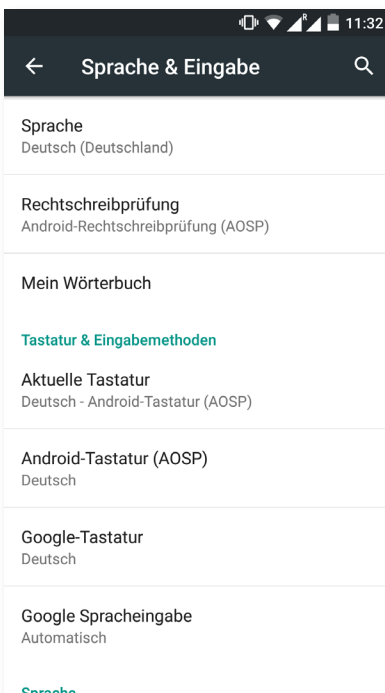 R
11:32
Sprache & Eingabe
Sprache
Deutsch (Deutschland)
Rechtschreibprüfung
Android-Rechtschreibprüfung (AOSP)
Mein Wörterbuch
Tastatur & Eingabemethoden
Aktuelle Tastatur
Deutsch - Android-Tastatur (AOSP)
Android-Tastatur (AOSP)
Deutsch
Google-Tastatur
Deutsch
Google Spracheingabe
Automatisch
Sprache